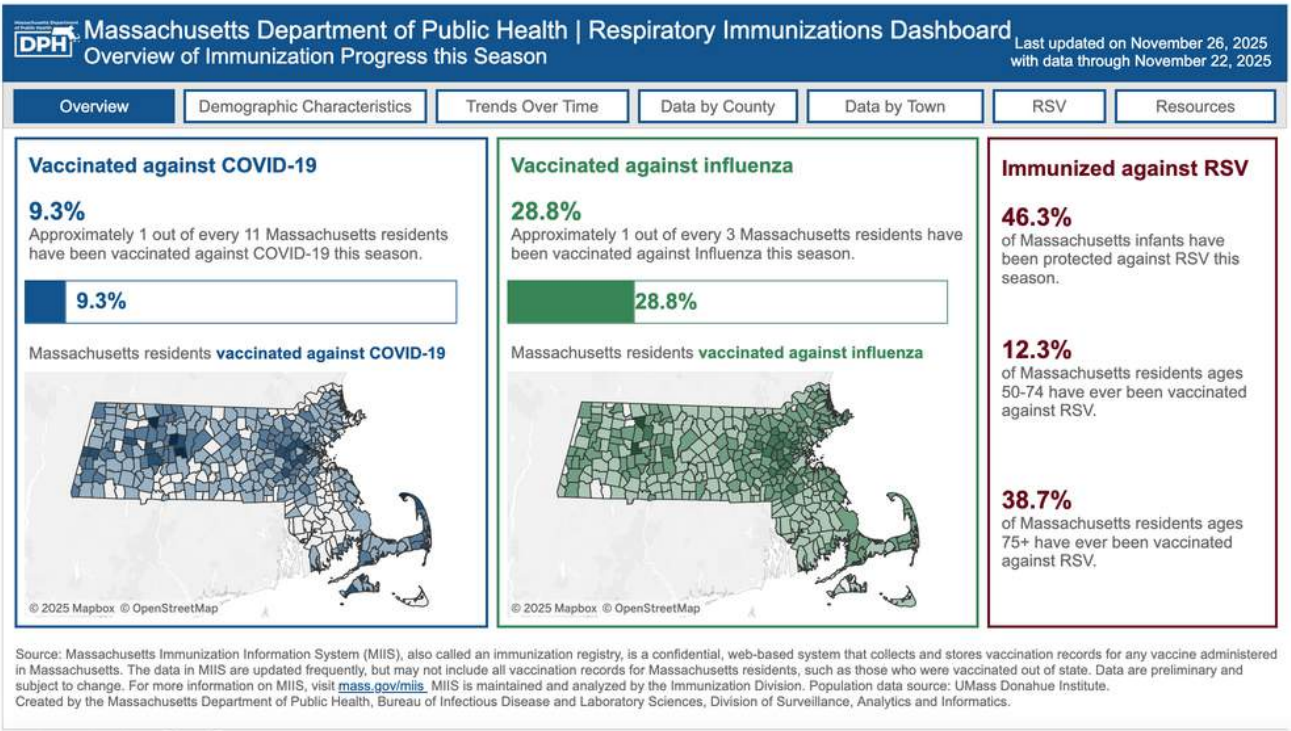 DPH
Massachusetts Department of Public Health | Respiratory Immunizations Dashboard
Overview of Immunization Progress this Season
Last updated on November 26, 2025
with data through November 22, 2025
Overview
Demographic Characteristics
Trends Over Time
Data by County
Data by Town
RSV
Resources
Vaccinated against COVID-19
9.3%
Approximately 1 out of every 11 Massachusetts residents
have been vaccinated against COVID-19 this season.
9.3%
Massachusetts residents vaccinated against COVID-19
© 2025 Mapbox © OpenStreetMap
Vaccinated against influenza
28.8%
Approximately 1 out of every 3 Massachusetts residents have
been vaccinated against Influenza this season.
28.8%
Massachusetts residents vaccinated against influenza
© 2025 Mapbox © OpenStreetMap
Immunized against RSV
46.3%
of Massachusetts infants have
been protected against RSV this
season.
12.3%
of Massachusetts residents ages
50-74 have ever been vaccinated
against RSV.
38.7%
of Massachusetts residents ages
75+ have ever been vaccinated
against RSV.
Source: Massachusetts Immunization Information System (MIIS), also called an immunization registry, is a confidential, web-based system that collects and stores vaccination records for any vaccine administered
in Massachusetts. The data in MIIS are updated frequently, but may not include all vaccination records for Massachusetts residents, such as those who were vaccinated out of state. Data are preliminary and
subject to change. For more information on MIIS, visit mass.gov/miis MIIS is maintained and analyzed by the Immunization Division. Population data source: UMass Donahue Institute.
Created by the Massachusetts Department of Public Health, Bureau of Infectious Disease and Laboratory Sciences, Division of Surveillance, Analytics and Informatics.